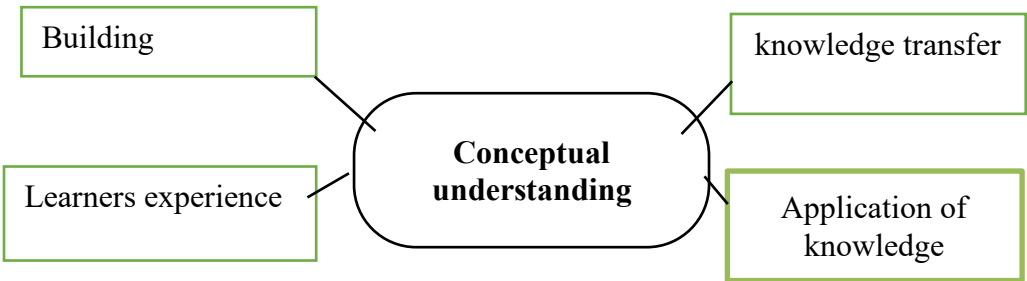 Building
knowledge transfer
Conceptual
understanding
Learners experience
Application of
knowledge